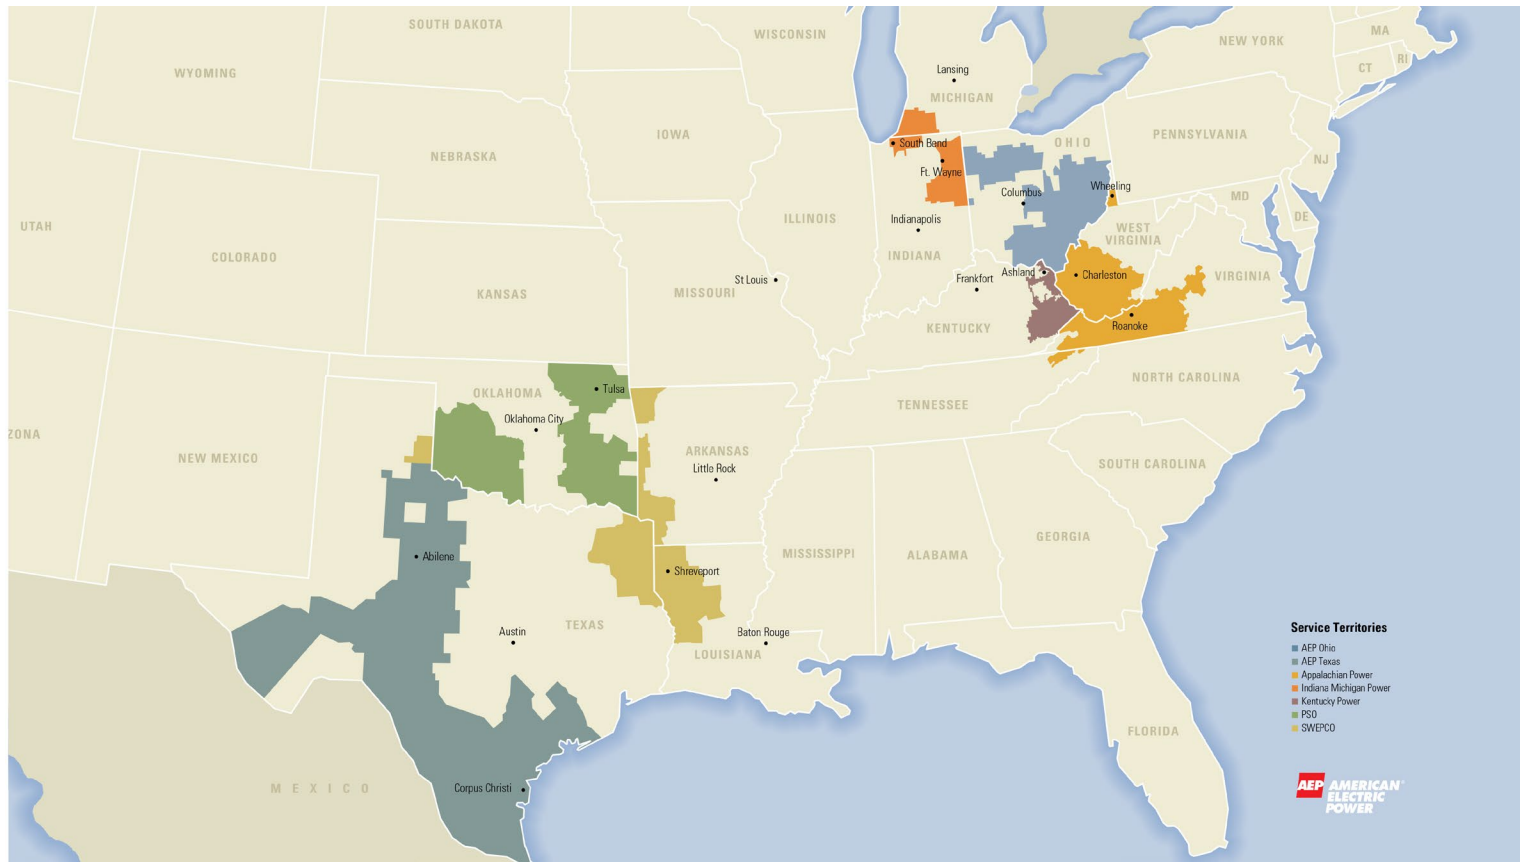 SOUTH DAKOTA
WISCONSIN
NEW YORK
MA
RI
CT
WYOMING
Lansing
MICHIGAN
IOWA
OHIO
PENNSYLVANIA
NEBRASKA
South Bend
Ft. Wayne
NJ
Columbus
Wheeling
MD
DE
UTAH
ILLINOIS
Indianapolis
WEST
VIRGINIA
COLORADO
INDIANA
Ashland
Charleston
VIRGINIA
St Louis
Frankfort
KANSAS
MISSOURI
KENTUCKY
Roanoke
OKLAHOMA
Tulsa
NORTH CAROLINA
TENNESSEE
Oklahoma City
ZONA
NEW MEXICO
ARKANSAS
Little Rock
SOUTH CAROLINA
Abilene
MISSISSIPPI
ALABAMA
GEORGIA
Shreveport
Austin
TEXAS
Baton Rouge
LOUISIANA
FLORIDA
MEXICO
Corpus Christi
Service Territories
AEP Ohio
AEP Texas
Appalachian Power
Indiana Michigan Power
Kentucky Power
PSO
SWEPCO
AEP AMERICAN®
ELECTRIC
POWER